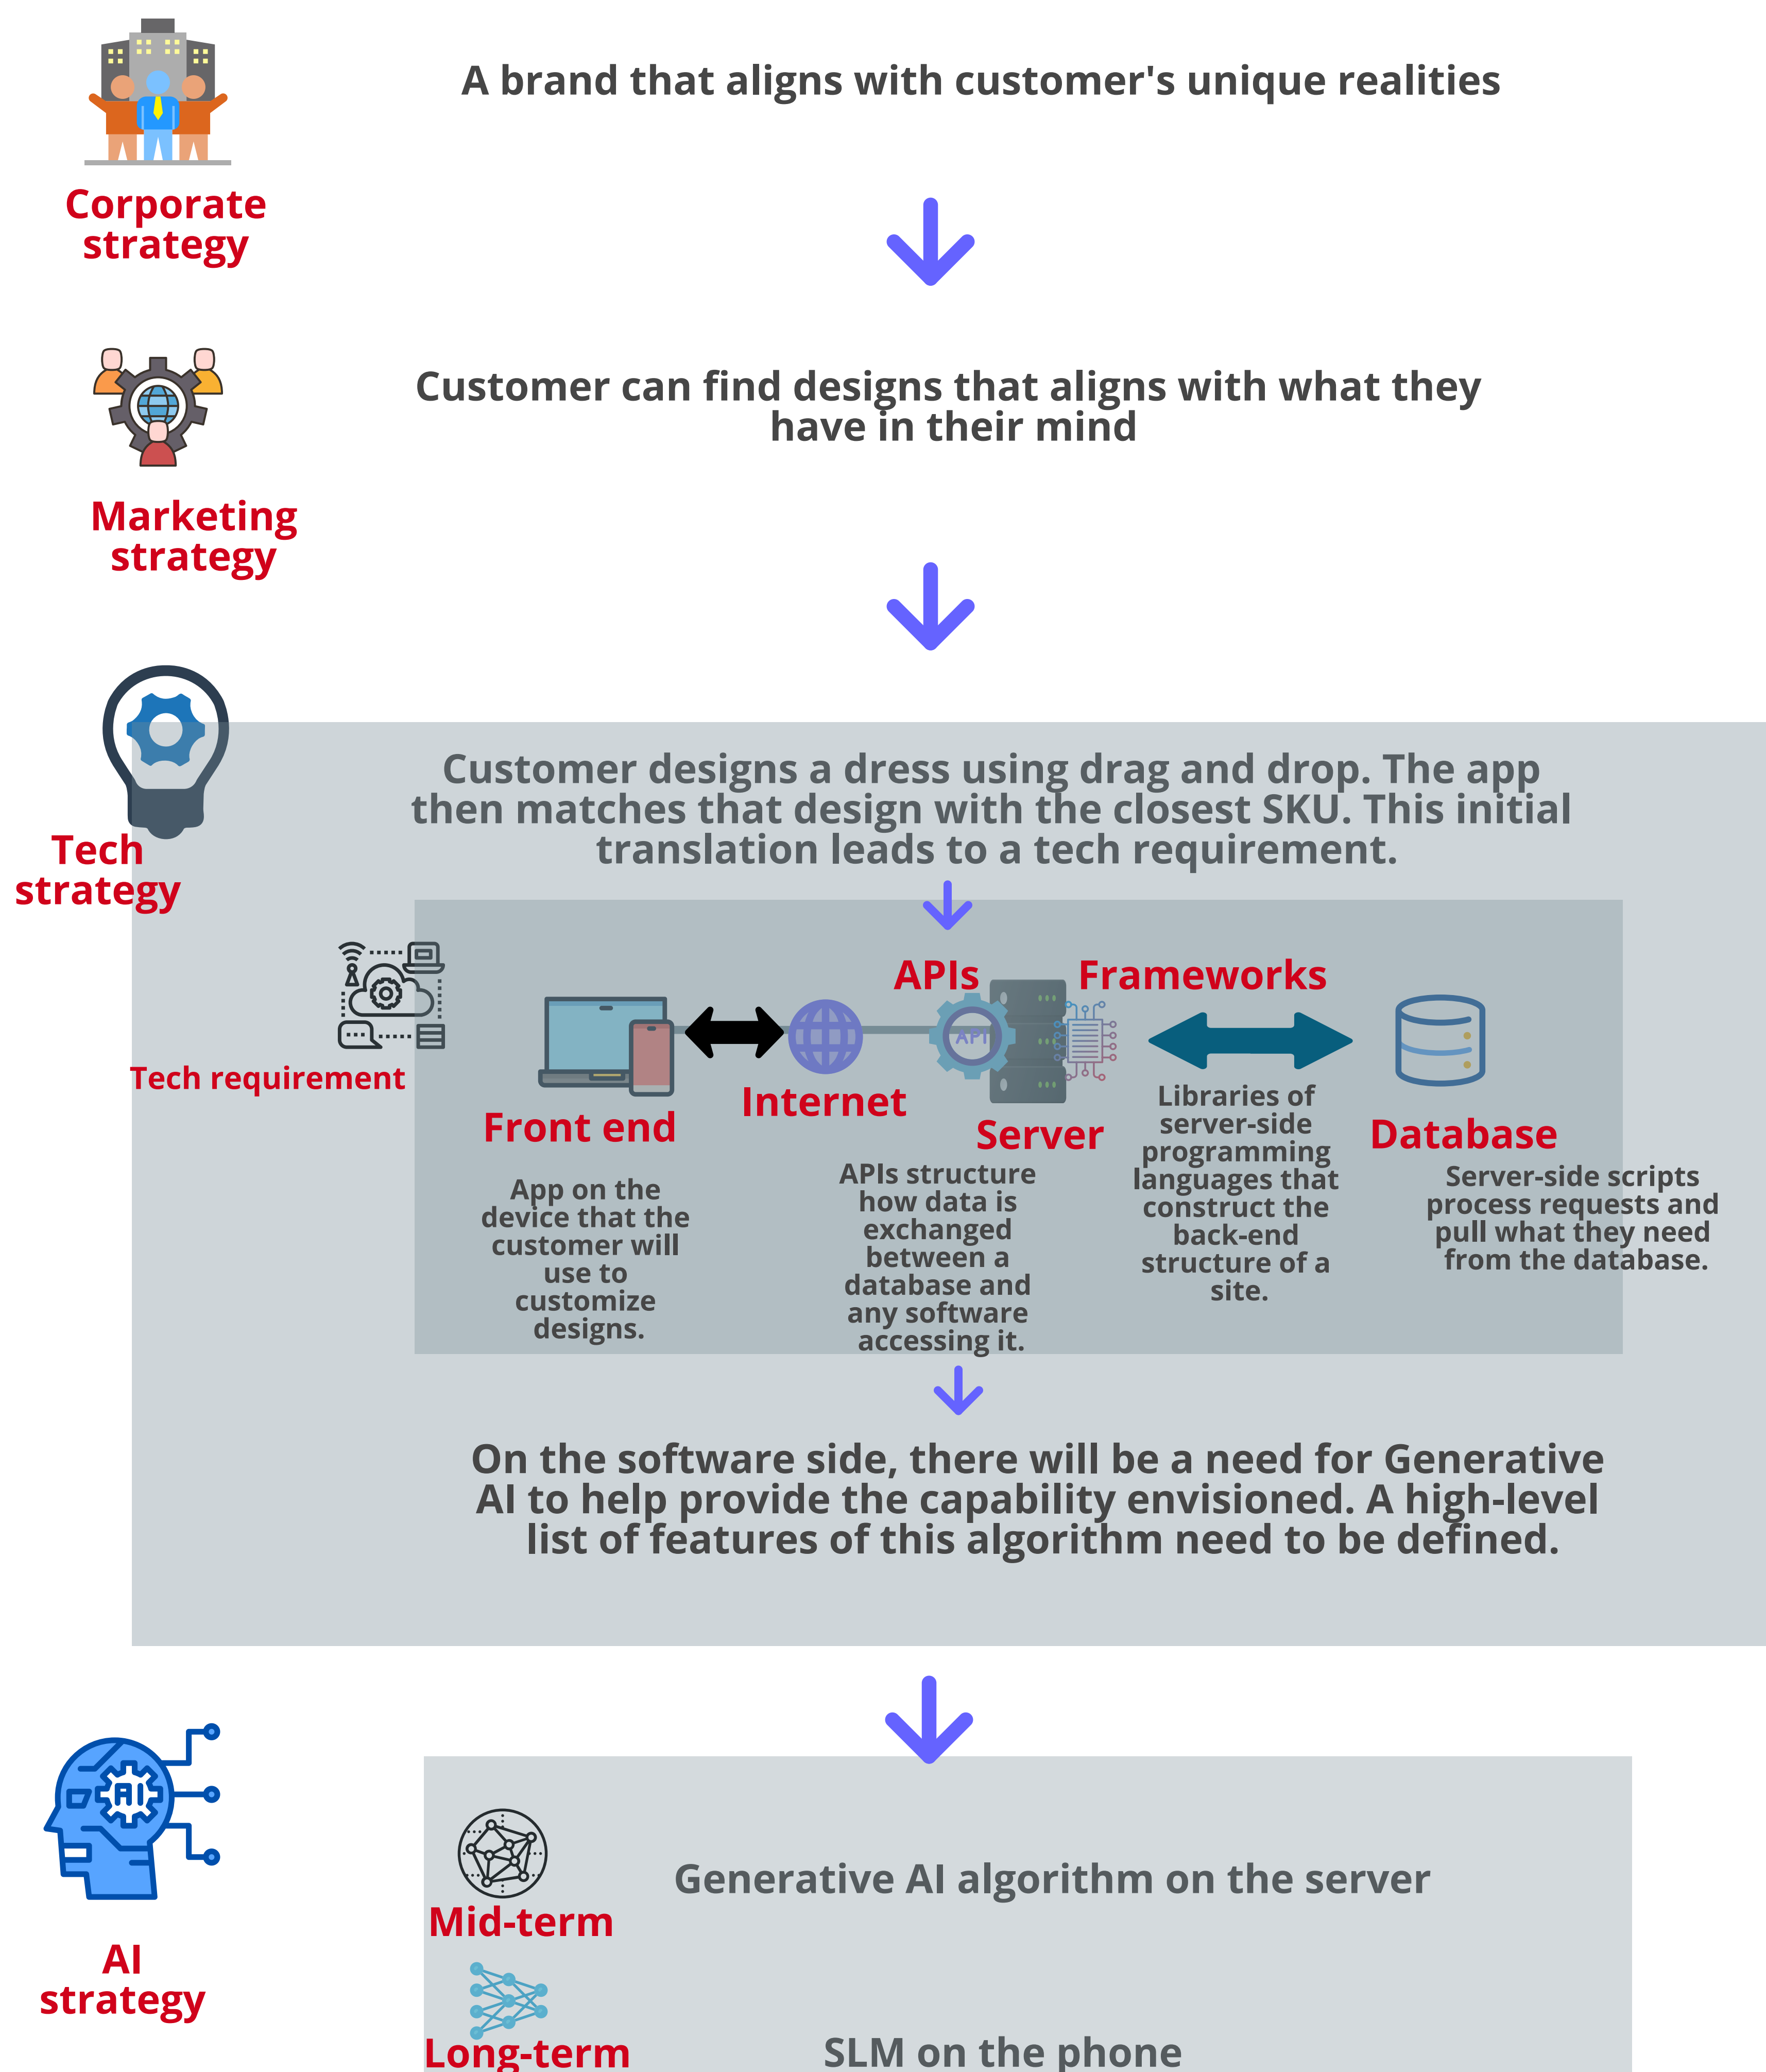 A brand that aligns with customer's unique realities
Corporate
strategy
Customer can find designs that aligns with what they
have in their mind
Marketing
strategy
Customer designs a dress using drag and drop. The app
then matches that design with the closest SKU. This initial
translation leads to a tech requirement.
Tech
strategy
Tech requirement
APIs
Frameworks
API
Front end
Internet
Server
Database
App on the
device that the
customer will
use to
customize
designs.
APIs structure
how data is
exchanged
between a
database and
any software
accessing it.
Libraries of
server-side
programming
languages that
construct the
back-end
structure of a
site.
Server-side scripts
process requests and
pull what they need
from the database.
On the software side, there will be a need for Generative
AI to help provide the capability envisioned. A high-level
list of features of this algorithm need to be defined.
AI
AI
strategy
Generative AI algorithm on the server
Mid-term
SLM on the phone
Long-term